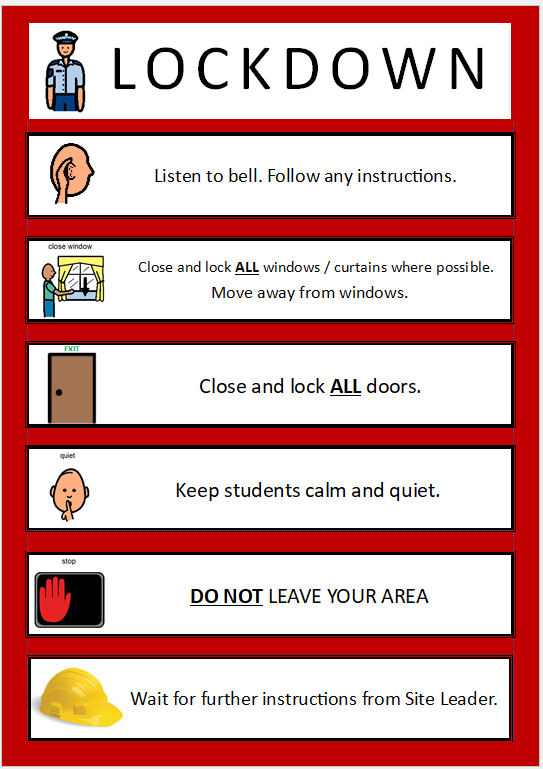 LOCKDOWN
Listen to bell. Follow any instructions.
close window
Close and lock ALL windows / curtains where possible.
Move away from windows.
EXIT
Close and lock ALL doors.
quiet
Keep students calm and quiet.
stop
DO NOT LEAVE YOUR AREA
Wait for further instructions from Site Leader.